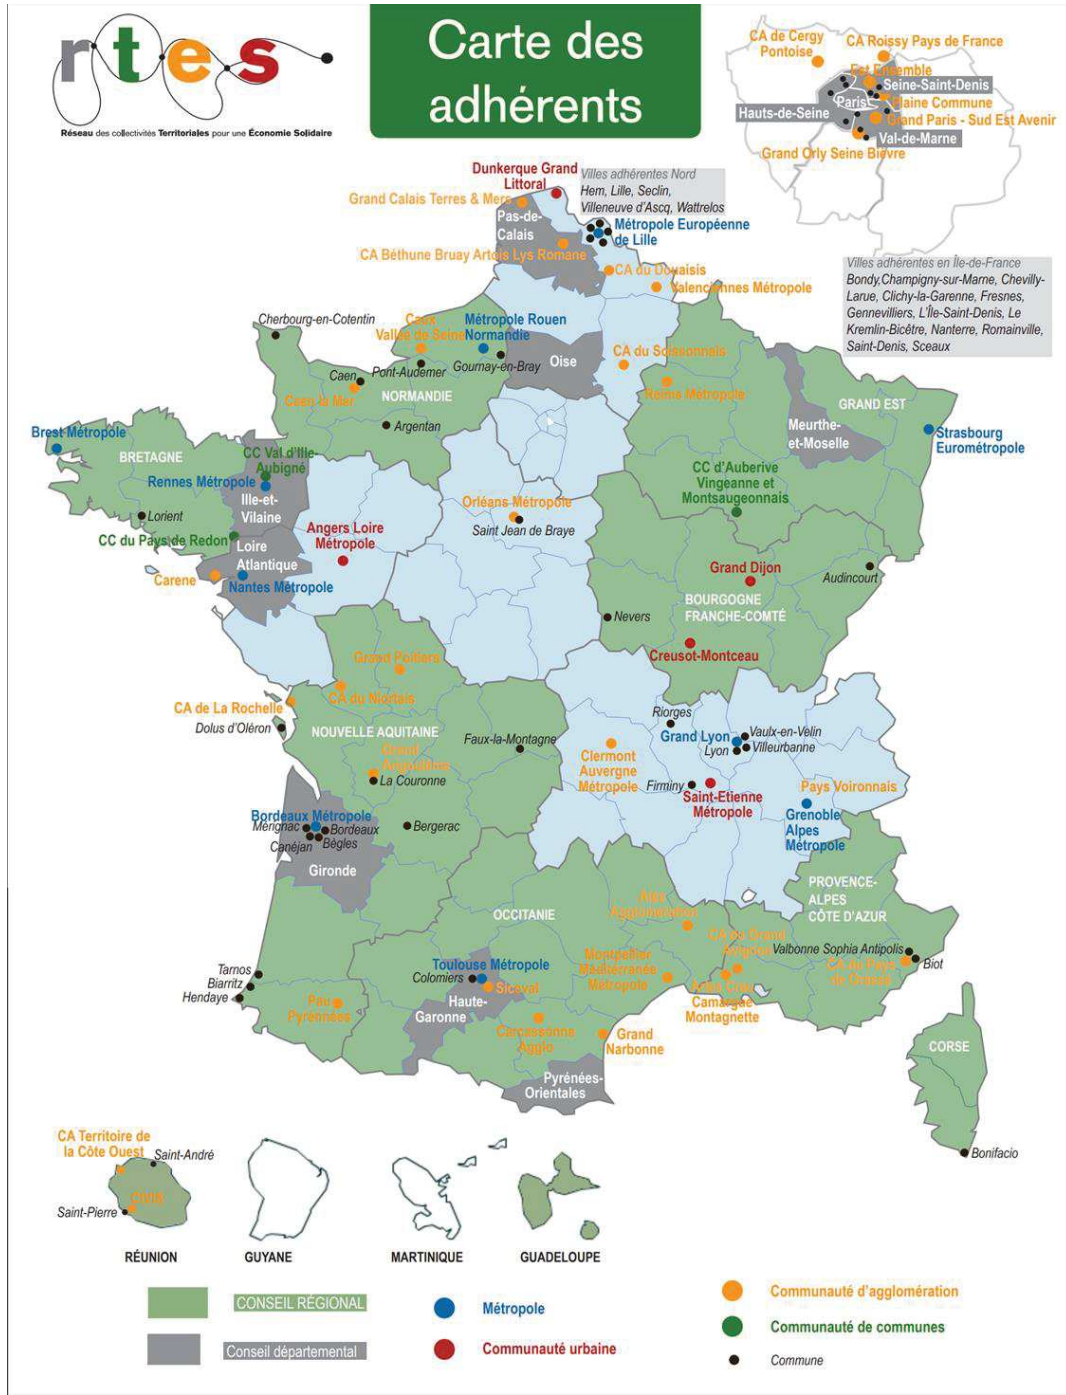 rtes
Réseau des collectivités Territoriales pour une Économie Solidaire
Carte des
adhérents
CA de Cergy
Pontoise
CA Roissy Pays de France
Est Ensemble
Seine-Saint-Denis
Paris
Plaine Commune
Hauts-de-Seine
Grand Paris - Sud Est Avenir
Val-de-Marne
Grand Orly Seine Bièvre
Villes adhérentes en Île-de-France
Bondy,Champigny-sur-Marne, Chevilly-
Larue, Clichy-la-Garenne, Fresnes,
Gennevilliers, L'Île-Saint-Denis, Le
Kremlin-Bicêtre, Nanterre, Romainville,
Saint-Denis, Sceaux
Dunkerque Grand
Littoral
Villes adhérentes Nord
Hem, Lille, Seclin,
Villeneuve d'Ascq, Wattrelos
Grand Calais Terres & Mers
Pas-de-
Calais
Métropole Européenne
de Lille
CA Béthune Bruay Artois Lys Romane
CA du Douaisis
Valenciennes Métropole
Cherbourg-en-Cotentin
Caux
Vallée de Seine
Métropole Rouen
Normandie
Oise
CA du Soissonnais
Pont-Audemer
Gournay-en-Bray
Caen
Caen la Mer
NORMANDIE
Reims Métropole
GRAND EST
Argentan
Meurthe-
et-Moselle
Strasbourg
Eurométropole
Brest Métropole
BRETAGNE
CC Val d'Ille-
Aubigné
Rennes Métropole
Ille-et-
Vilaine
CC d'Auberive
Vingeanne et
Montsaugeonnais
Orléans Métropole
Saint Jean de Braye
Lorient
CC du Pays de Redon
Angers Loire
Métropole
Loire
Atlantique
Carene
Nantes Métropole
Grand Dijon
Audincourt
BOURGOGNE
FRANCHE-COMTÉ
Nevers
Creusot-Montceau
Grand Poitiers
CA du Niortais
CA de La Rochelle
Dolus d'Oléron
NOUVELLE AQUITAINE
Faux-la-Montagne
Riorges
Grand Lyon
Vaulx-en-Velin
Lyon
Villeurbanne
Grand
Angoulême
La Couronne
Clermont
Auvergne
Métropole
Firminy
Saint-Etienne
Métropole
Pays Voironnais
Grenoble
Alpes
Métropole
Bordeaux Métropole
Mérignac
Bordeaux
Canéjan
Bègles
Bergerac
Gironde
PROVENCE-
ALPES
CÔTE D'AZUR
OCCITANIE
Alès
Agglomération
CA du Grand
Avignon
Valbonne Sophia Antipolis
Biot
CA du Pays
de Grasse
Montpellier
Méditérranée
Métropole
Arles Crau
Camargue
Montagnette
Toulouse Métropole
Colomiers
Sicoval
Haute-
Garonne
Tarnos
Biarritz
Hendaye
Pau
Pyrénnées
Carcassonne
Agglo
Grand
Narbonne
Pyrénées-
Orientales
CORSE
Bonifacio
CA Territoire de
la Côte Ouest
Saint-André
CIVIS
Saint-Pierre
RÉUNION
GUYANE
MARTINIQUE
GUADELOUPE
CONSEIL RÉGIONAL
Conseil départemental
Métropole
Communauté urbaine
Communauté d'agglomération
Communauté de communes
Commune